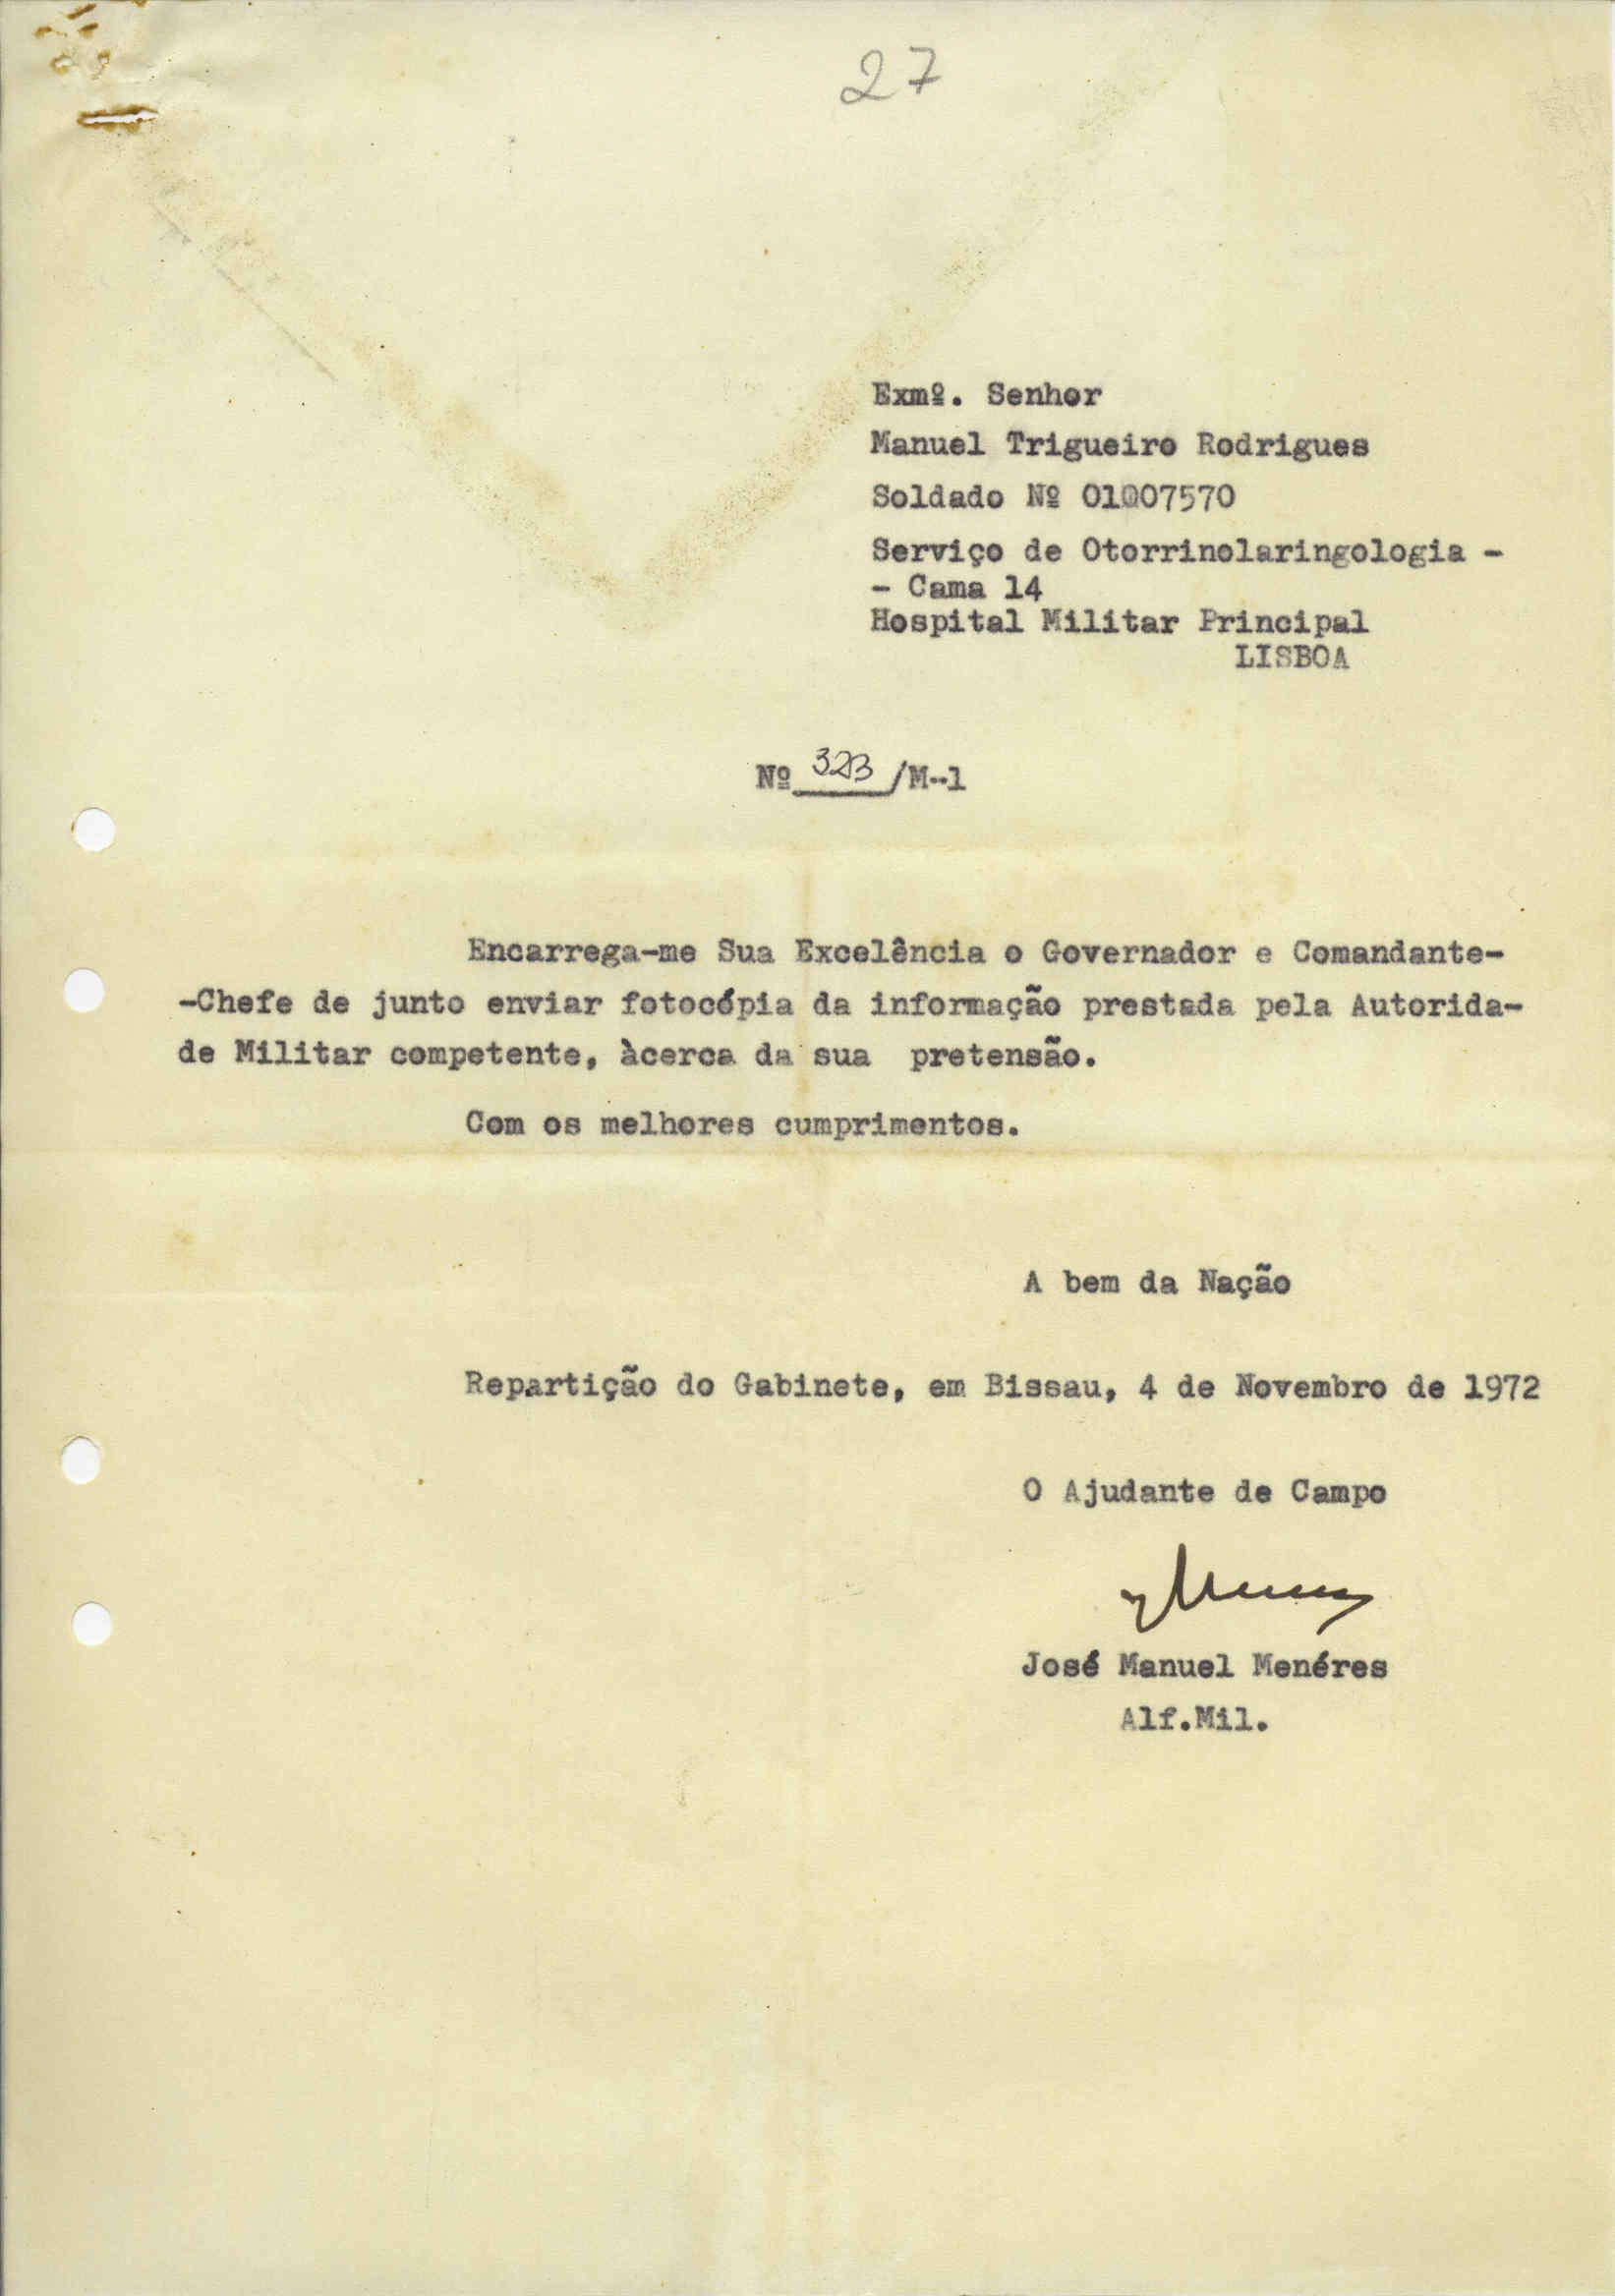 27
Exmº. Senhor
Manuel Trigueiro Rodrigues
Soldado Nº 01007570
Serviço de Otorrinolaringologia -
- Cama 14
Hospital Militar Principal
LISBOA
Nº 323/M-1
Encarrega-me Sua Excelência o Governador e Comandante-
-Chefe de junto enviar fotocópia da informação prestada pela Autorida-
de Militar competente, àcerca da sua pretensão.
Com os melhores cumprimentos.
A bem da Nação
Repartição do Gabinete, em Bissau, 4 de Novembro de 1972
O Ajudante de Campo
José Manuel Menéres
Alf.Mil.